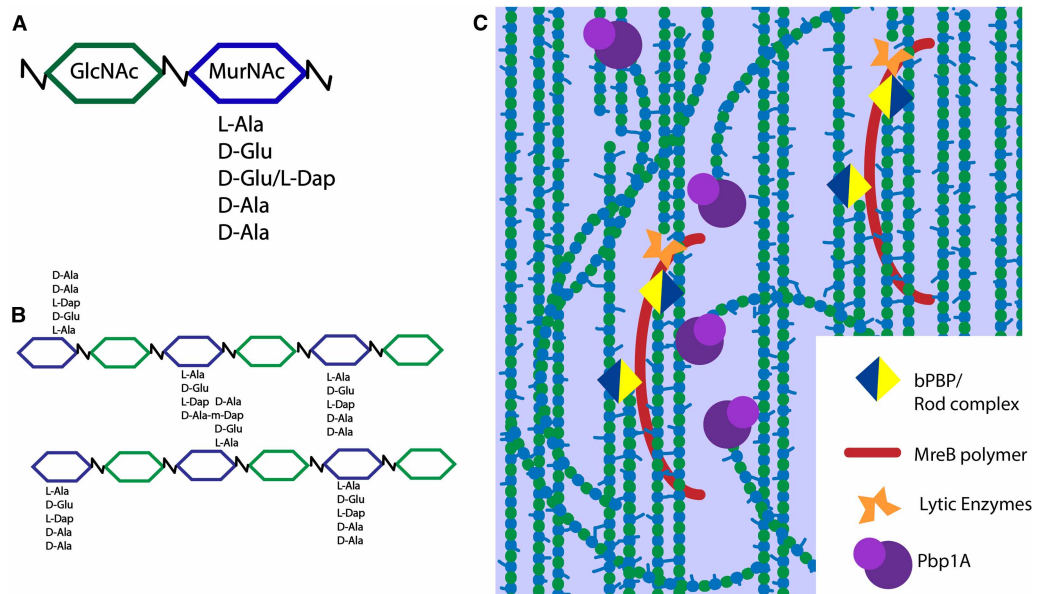 A
GlcNAc
MurNAc
L-Ala
D-Glu
D-Glu/L-Dap
D-Ala
D-Ala
B
D-Ala
D-Ala
L-Dap
D-Glu
L-Ala
L-Ala
D-Glu
L-Dap D-Ala
D-Ala-m-Dap
D-Glu
L-Ala
L-Ala
D-Glu
L-Dap
D-Ala
D-Ala
L-Ala
D-Glu
L-Dap
D-Ala
D-Ala
L-Ala
D-Glu
L-Dap
D-Ala
D-Ala
C
bPBP/
Rod complex
MreB polymer
Lytic Enzymes
Pbp1A